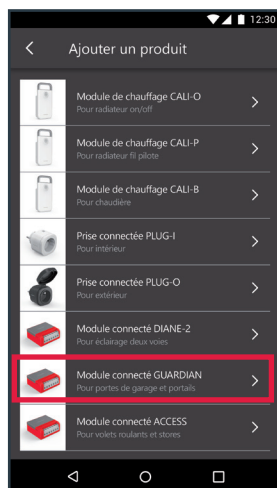 12:30
Ajouter un produit
Module de chauffage CALI-O
Pour radiateur on/off
Module de chauffage CALI-P
Pour radiateur fil pilote
Module de chauffage CALI-B
Pour chaudière
Prise connectée PLUG-I
Pour intérieur
Prise connectée PLUG-O
Pour extérieur
Module connecté DIANE-2
Pour éclairage deux voies
Module connecté GUARDIAN
Pour portes de garage et portails
Module connecté ACCESS
Pour volets roulants et stores